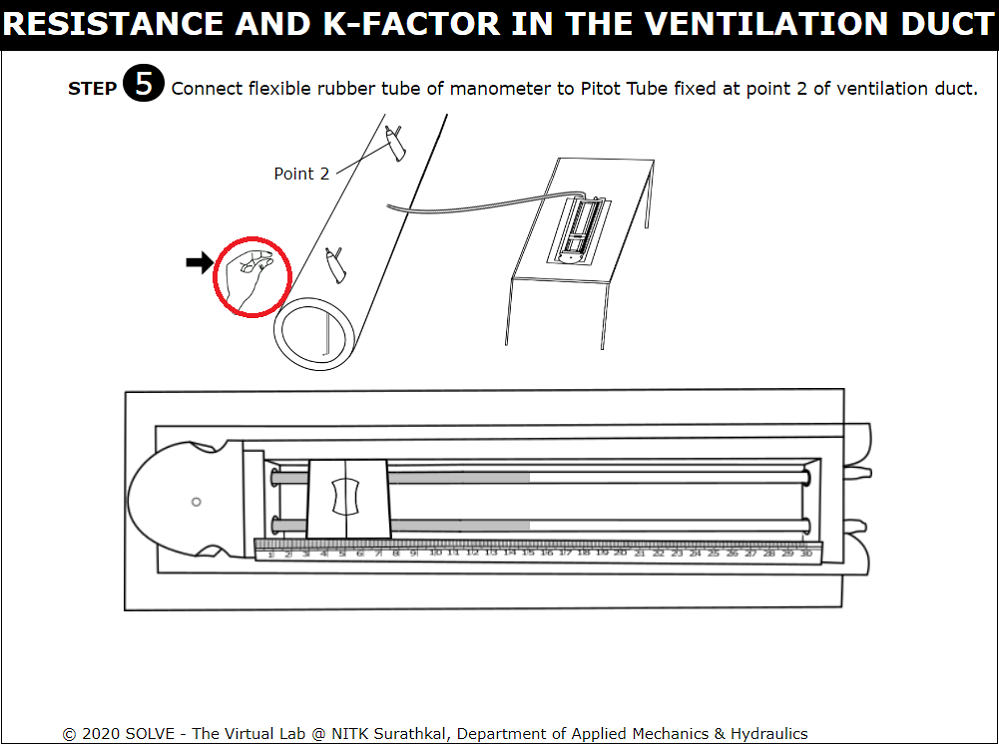 RESISTANCE AND K-FACTOR IN THE VENTILATION DUCT
STEP 5 Connect flexible rubber tube of manometer to Pitot Tube fixed at point 2 of ventilation duct.
Point 2
1 2 3 4 5 6 7 8 9 10 11 12 13 14 15 16 17 18 19 20 21 22 23 24 25 26 27 28 29 30
© 2020 SOLVE - The Virtual Lab @ NITK Surathkal, Department of Applied Mechanics & Hydraulics